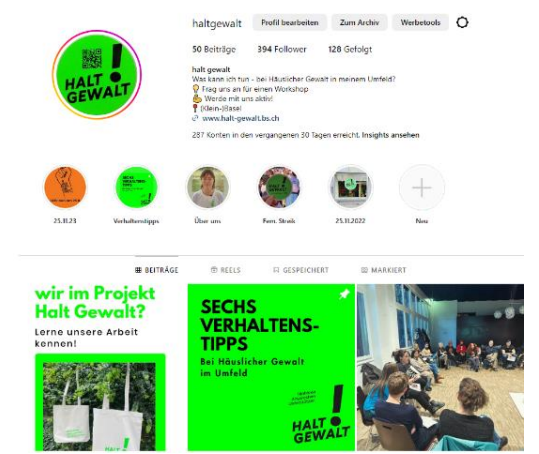 haltgewalt Profil bearbeiten Zum Archiv Werbetools
50 Beiträge 394 Follower 128 Gefolgt
halt gewalt
Was kann ich tun - bei Häuslicher Gewalt in meinem Umfeld?
Frag uns an für einen Workshop
Werde mit uns aktiv!
(Klein-)Basel
www.halt-gewalt.bs.ch
287 Konten in den vergangenen 30 Tagen erreicht. Insights ansehen
HALT
GEWALT
25.11.23 Verhaltenstipps Über uns Fem. Streik 25.11.2022 Neu
BEITRÄGE REELS GESPEICHERT MARKIERT
wir im Projekt
Halt Gewalt?
Lerne unsere Arbeit
kennen!
SECHS
VERHALTENS-
TIPPS
Bei Häuslicher Gewalt
im Umfeld
HALT
GEWALT